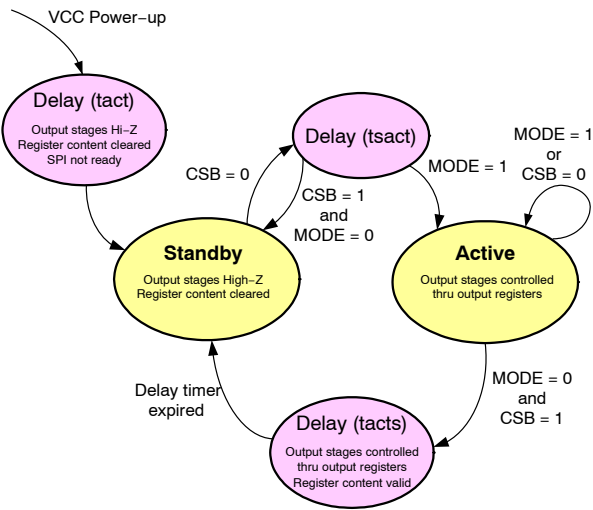 VCC Power-up
Delay (tact)
Output stages Hi-Z
Register content cleared
SPI not ready
Delay (tsact)
CSB = 0
CSB = 1
and
MODE = 0
MODE = 1
MODE = 1
or
CSB = 0
Standby
Output stages High-Z
Register content cleared
Active
Output stages controlled
thru output registers
Delay timer
expired
MODE = 0
and
CSB = 1
Delay (tacts)
Output stages controlled
thru output registers
Register content valid